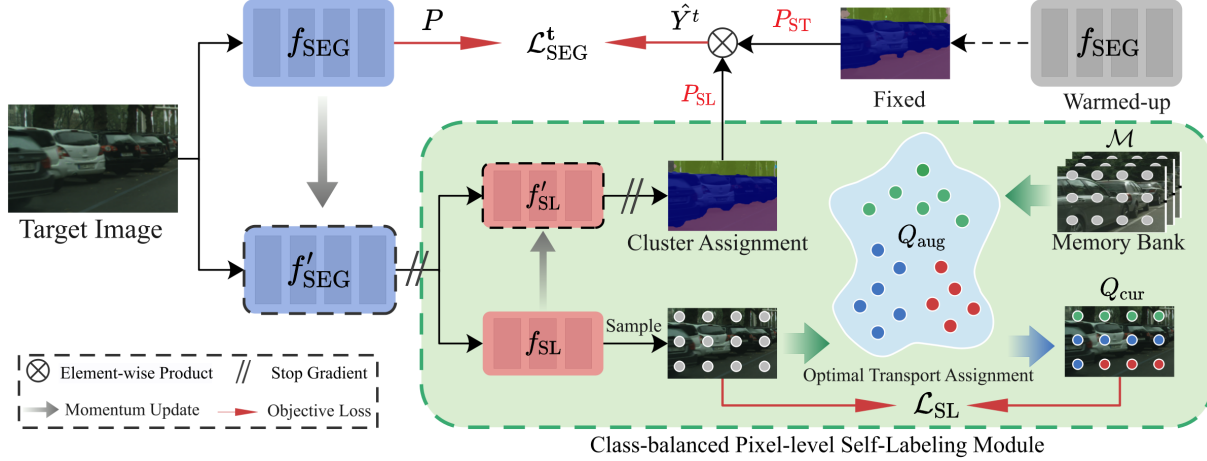 f_SEG P 𝓛^t_SEG Ŷ^t P_ST f_SEG
Fixed Warmed-up
P_SL
Target Image
f′_SEG
f′_SL
Cluster Assignment
Q_aug
𝓜
Memory Bank
f_SL
Sample
Q_cur
Optimal Transport Assignment
𝓛_SL
Element-wise Product Stop Gradient
Momentum Update Objective Loss
Class-balanced Pixel-level Self-Labeling Module